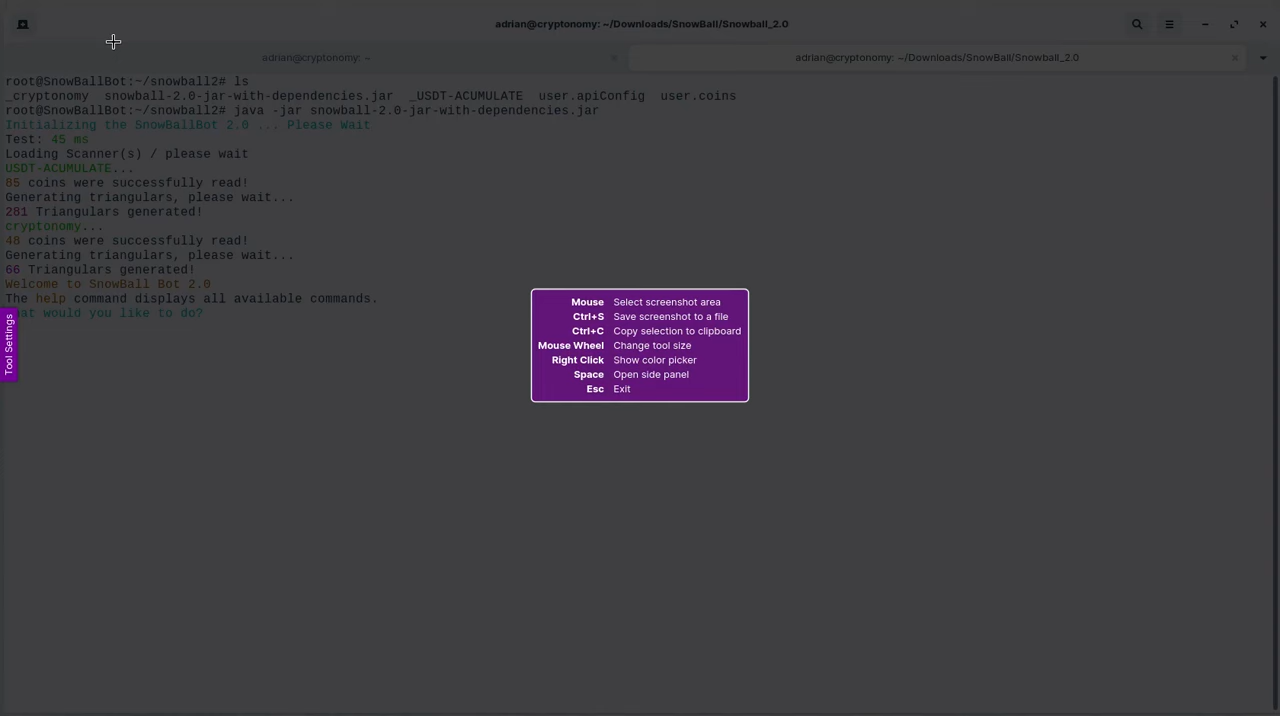 adrian@cryptonomy: ~/Downloads/SnowBall/Snowball_2.0
adrian@cryptonomy: ~
adrian@cryptonomy: ~/Downloads/SnowBall/Snowball_2.0
root@SnowBallBot:~/snowball2# ls
_cryptonomy  snowball-2.0-jar-with-dependencies.jar  _USDT-ACUMULATE  user.apiConfig  user.coins
root@SnowBallBot:~/snowball2# java -jar snowball-2.0-jar-with-dependencies.jar
Initializing the SnowBallBot 2.0 ... Please Wait
Test: 45 ms
Loading Scanner(s) / please wait
USDT-ACUMULATE...
85 coins were successfully read!
Generating triangulars, please wait...
281 Triangulars generated!
cryptonomy...
48 coins were successfully read!
Generating triangulars, please wait...
66 Triangulars generated!
Welcome to SnowBall Bot 2.0
The help command displays all available commands.
at would you like to do?
Tool Settings
Mouse Select screenshot area
Ctrl+S Save screenshot to a file
Ctrl+C Copy selection to clipboard
Mouse Wheel Change tool size
Right Click Show color picker
Space Open side panel
Esc Exit